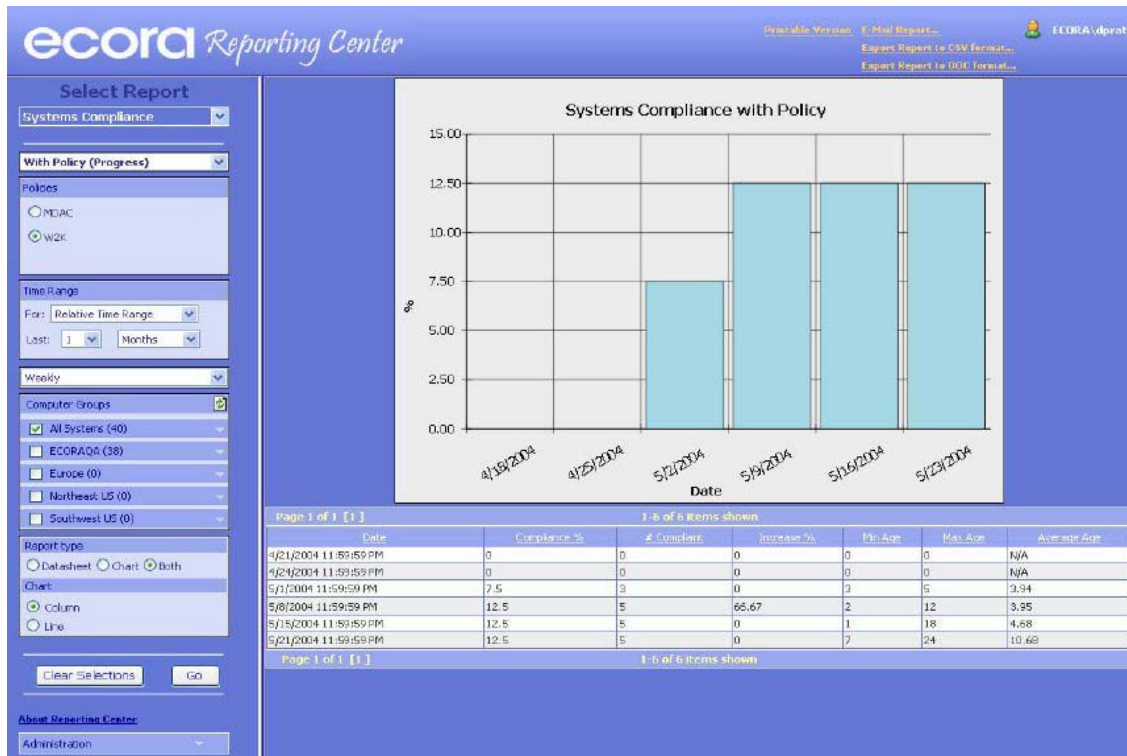 ecora Reporting Center
Printable Version E-Mail Report...
Export Report to CSV format...
Export Report to DOC format...
ECORA\dprat
Select Report
Systems Compliance
With Policy (Progress)
Policies
MDAC
W2K
Time Range
For: Relative Time Range
Last: 1 Months
Weekly
Computer Groups
All Systems (40)
ECORAQA (38)
Europe (0)
Northeast US (0)
Southwest US (0)
Report type
Datasheet Chart Both
Chart
Column
Line
Clear Selections Go
About Reporting Center
Administration
Systems Compliance with Policy
15.00
12.50
10.00
7.50
5.00
2.50
0.00
%
4/18/2004 4/25/2004 5/2/2004 5/9/2004 5/16/2004 5/23/2004
Date
Page 1 of 1 [1] 1-6 of 6 items shown
Date Compliance % # Compliant Increase % Min Age Max Age Average Age
4/21/2004 11:59:59 PM 0 0 0 0 0 N/A
4/24/2004 11:59:59 PM 0 0 0 0 0 N/A
5/1/2004 11:59:59 PM 7.5 3 0 3 5 3.94
5/8/2004 11:59:59 PM 12.5 5 66.67 2 12 3.95
5/15/2004 11:59:59 PM 12.5 5 0 1 18 4.68
5/21/2004 11:59:59 PM 12.5 5 0 7 24 10.68
Page 1 of 1 [1] 1-6 of 6 items shown